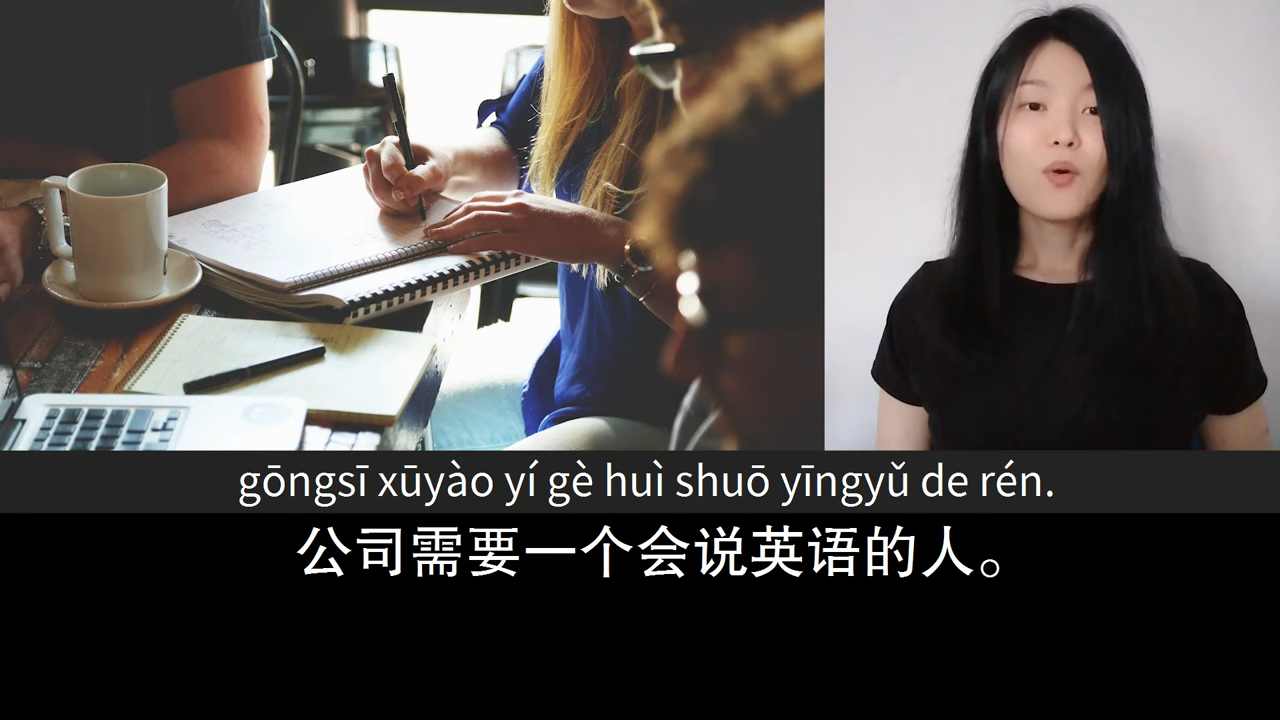 gōngsī xūyào yí gè huì shuō yīngyǔ de rén.
公司需要一个会说英语的人。